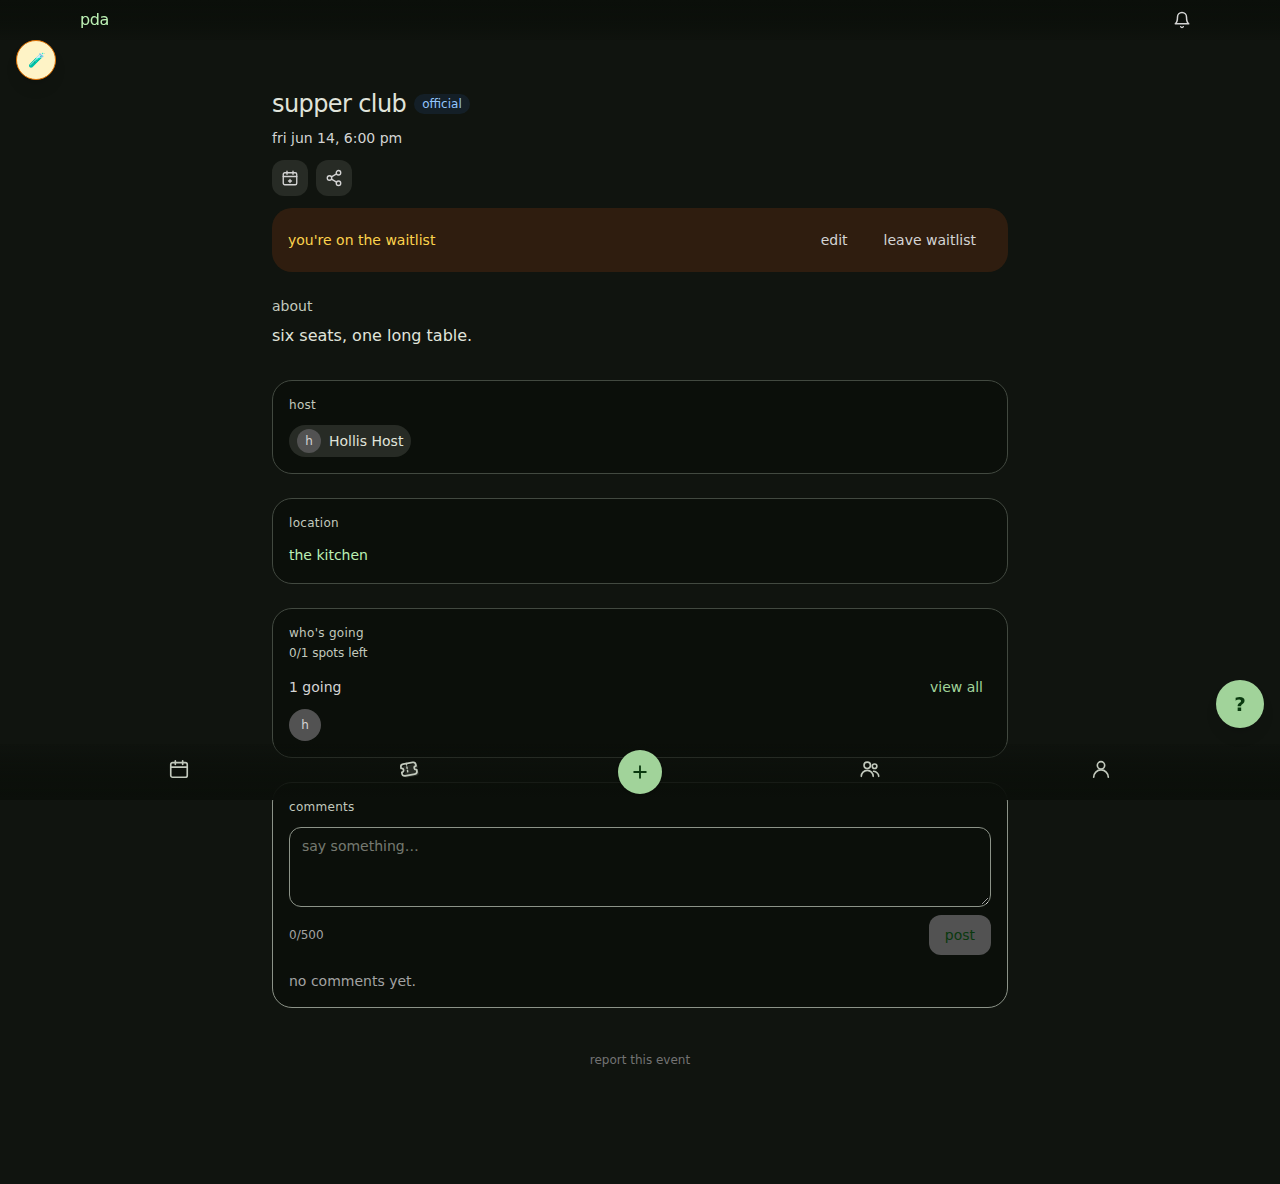 pda
supper club official
fri jun 14, 6:00 pm
you're on the waitlist edit leave waitlist
about
six seats, one long table.
host
h Hollis Host
location
the kitchen
who's going
0/1 spots left
1 going view all
h
?
+
comments
say something...
0/500 post
no comments yet.
report this event